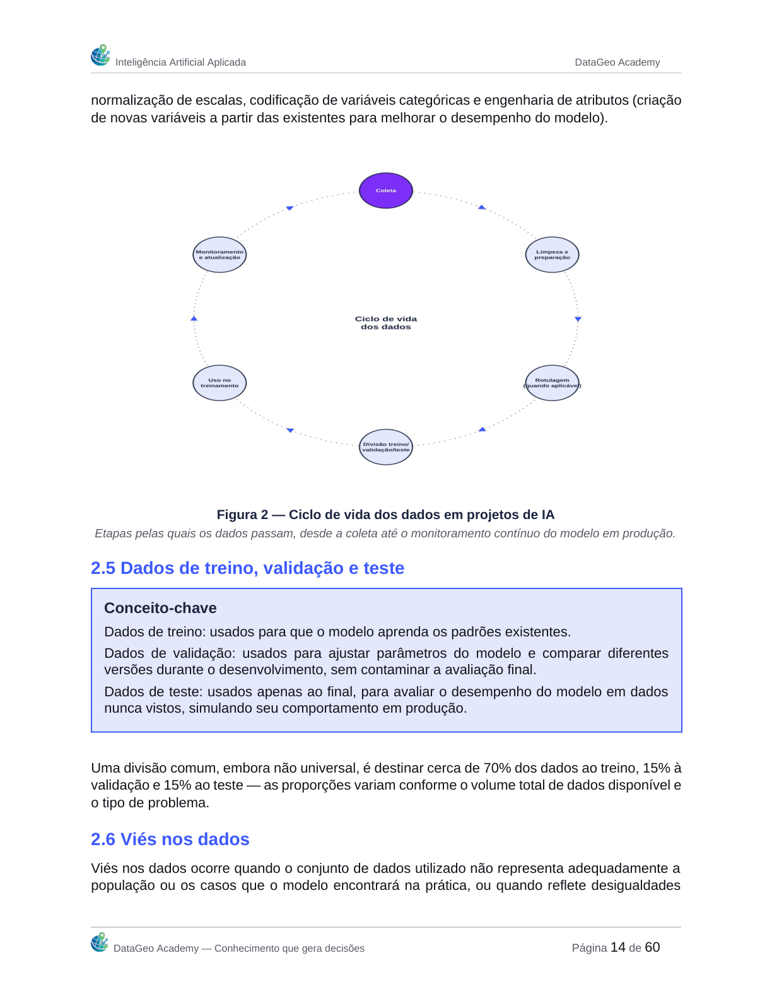 Inteligência Artificial Aplicada
DataGeo Academy
normalização de escalas, codificação de variáveis categóricas e engenharia de atributos (criação
de novas variáveis a partir das existentes para melhorar o desempenho do modelo).
Coleta
Monitoramento
e atualização
Limpeza e
preparação
Ciclo de vida
dos dados
Uso no
treinamento
Rotulagem
(quando aplicável)
Divisão treino/
validação/teste
Figura 2 — Ciclo de vida dos dados em projetos de IA
Etapas pelas quais os dados passam, desde a coleta até o monitoramento contínuo do modelo em produção.
2.5 Dados de treino, validação e teste
Conceito-chave
Dados de treino: usados para que o modelo aprenda os padrões existentes.
Dados de validação: usados para ajustar parâmetros do modelo e comparar diferentes
versões durante o desenvolvimento, sem contaminar a avaliação final.
Dados de teste: usados apenas ao final, para avaliar o desempenho do modelo em dados
nunca vistos, simulando seu comportamento em produção.
Uma divisão comum, embora não universal, é destinar cerca de 70% dos dados ao treino, 15% à
validação e 15% ao teste — as proporções variam conforme o volume total de dados disponível e
o tipo de problema.
2.6 Viés nos dados
Viés nos dados ocorre quando o conjunto de dados utilizado não representa adequadamente a
população ou os casos que o modelo encontrará na prática, ou quando reflete desigualdades
DataGeo Academy — Conhecimento que gera decisões
Página 14 de 60